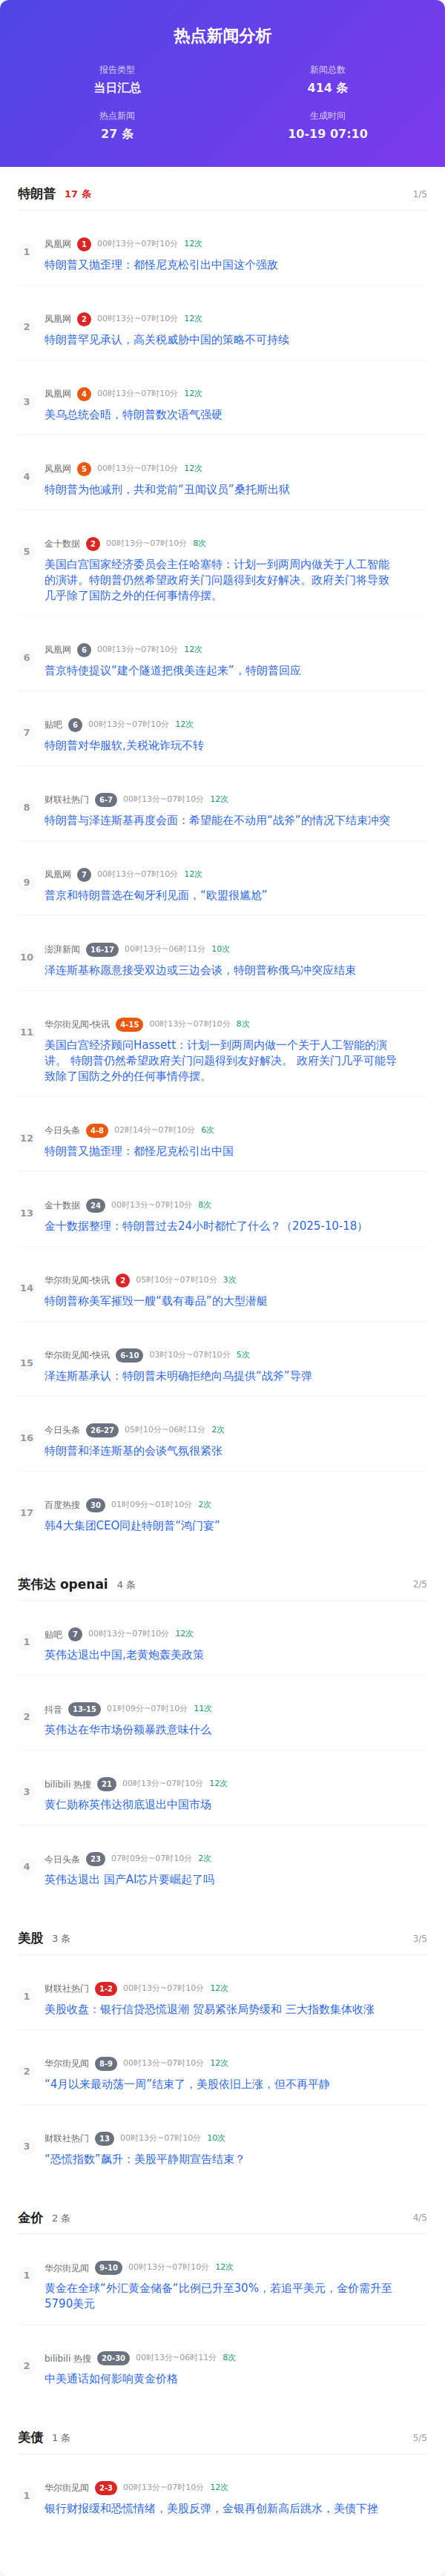 热点新闻分析
报告类型
当日汇总
新闻总数
414 条
热点新闻
27 条
生成时间
10-19 07:10
特朗普 17 条 1/5
1
凤凰网 1 00时13分~07时10分 12次
特朗普又抛歪理：都怪尼克松引出中国这个强敌
2
凤凰网 2 00时13分~07时10分 12次
特朗普罕见承认，高关税威胁中国的策略不可持续
3
凤凰网 4 00时13分~07时10分 12次
美乌总统会晤，特朗普数次语气强硬
4
凤凰网 5 00时13分~07时10分 12次
特朗普为他减刑，共和党前“丑闻议员”桑托斯出狱
5
金十数据 2 00时13分~07时10分 8次
美国白宫国家经济委员会主任哈塞特：计划一到两周内做关于人工智能
的演讲。特朗普仍然希望政府关门问题得到友好解决。政府关门将导致
几乎除了国防之外的任何事情停摆。
6
凤凰网 6 00时13分~07时10分 12次
普京特使提议“建个隧道把俄美连起来”，特朗普回应
7
贴吧 6 00时13分~07时10分 12次
特朗普对华服软,关税讹诈玩不转
8
财联社热门 6-7 00时13分~07时10分 12次
特朗普与泽连斯基再度会面：希望能在不动用“战斧”的情况下结束冲突
9
凤凰网 7 00时13分~07时10分 12次
普京和特朗普选在匈牙利见面，“欧盟很尴尬”
10
澎湃新闻 16-17 00时13分~06时11分 10次
泽连斯基称愿意接受双边或三边会谈，特朗普称俄乌冲突应结束
11
华尔街见闻-快讯 4-15 00时13分~07时10分 8次
美国白宫经济顾问Hassett：计划一到两周内做一个关于人工智能的演
讲。 特朗普仍然希望政府关门问题得到友好解决。 政府关门几乎可能导
致除了国防之外的任何事情停摆。
12
今日头条 4-8 02时14分~07时10分 6次
特朗普又抛歪理：都怪尼克松引出中国
13
金十数据 24 00时13分~07时10分 8次
金十数据整理：特朗普过去24小时都忙了什么？（2025-10-18）
14
华尔街见闻-快讯 2 05时10分~07时10分 3次
特朗普称美军摧毁一艘“载有毒品”的大型潜艇
15
华尔街见闻-快讯 6-10 03时10分~07时10分 5次
泽连斯基承认：特朗普未明确拒绝向乌提供“战斧”导弹
16
今日头条 26-27 05时10分~06时11分 2次
特朗普和泽连斯基的会谈气氛很紧张
17
百度热搜 30 01时09分~01时10分 2次
韩4大集团CEO同赴特朗普“鸿门宴”
英伟达 openai 4 条 2/5
1
贴吧 7 00时13分~07时10分 12次
英伟达退出中国,老黄炮轰美政策
2
抖音 13-15 01时09分~07时10分 11次
英伟达在华市场份额暴跌意味什么
3
bilibili 热搜 21 00时13分~07时10分 12次
黄仁勋称英伟达彻底退出中国市场
4
今日头条 23 07时09分~07时10分 2次
英伟达退出 国产AI芯片要崛起了吗
美股 3 条 3/5
1
财联社热门 1-2 00时13分~07时10分 12次
美股收盘：银行信贷恐慌退潮 贸易紧张局势缓和 三大指数集体收涨
2
华尔街见闻 8-9 00时13分~07时10分 12次
“4月以来最动荡一周”结束了，美股依旧上涨，但不再平静
3
财联社热门 13 00时13分~07时10分 10次
“恐慌指数”飙升：美股平静期宣告结束？
金价 2 条 4/5
1
华尔街见闻 9-10 00时13分~07时10分 12次
黄金在全球“外汇黄金储备“比例已升至30%，若追平美元，金价需升至
5790美元
2
bilibili 热搜 20-30 00时13分~06时11分 8次
中美通话如何影响黄金价格
美债 1 条 5/5
1
华尔街见闻 2-3 00时13分~07时10分 12次
银行财报缓和恐慌情绪，美股反弹，金银再创新高后跳水，美债下挫